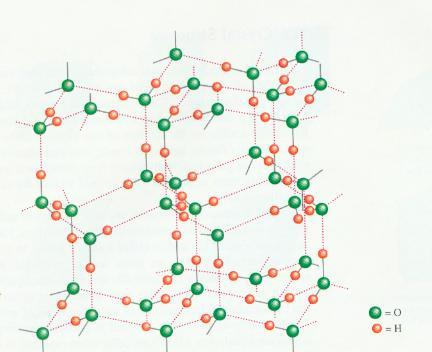 = O
= H